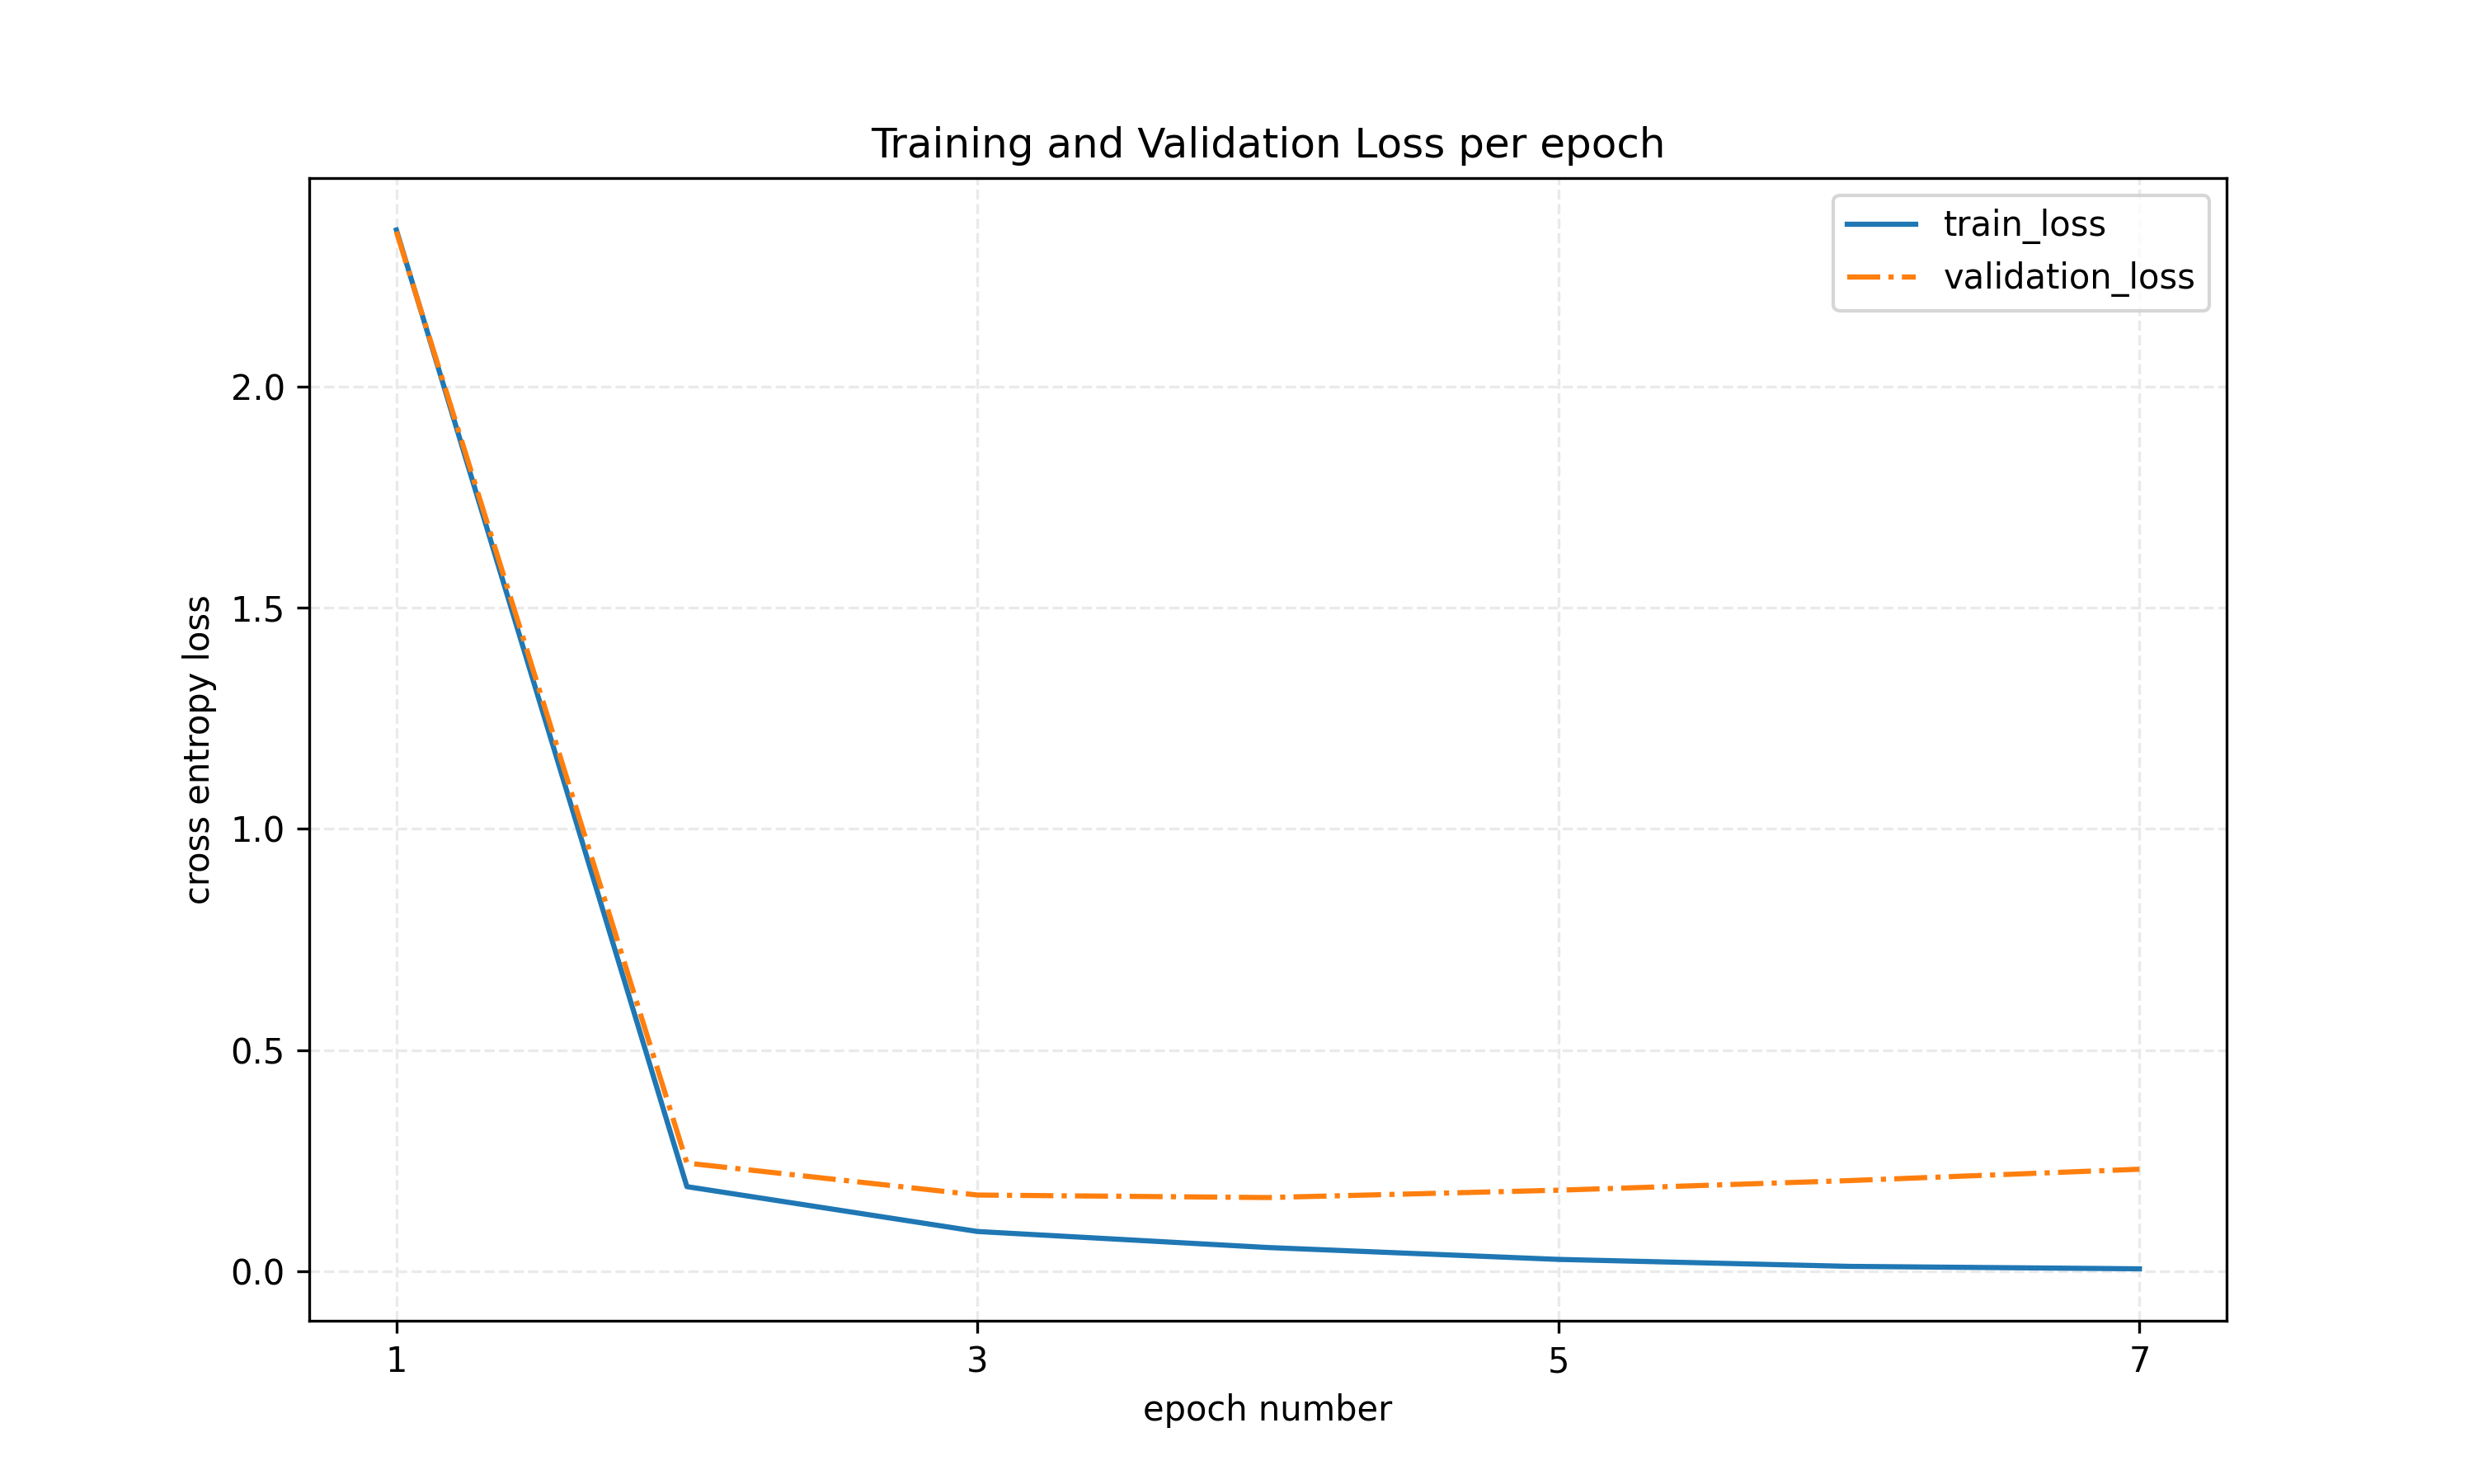 Training and Validation Loss per epoch
train_loss
validation_loss
2.0
1.5
1.0
0.5
0.0
cross entropy loss
1 3 5 7
epoch number